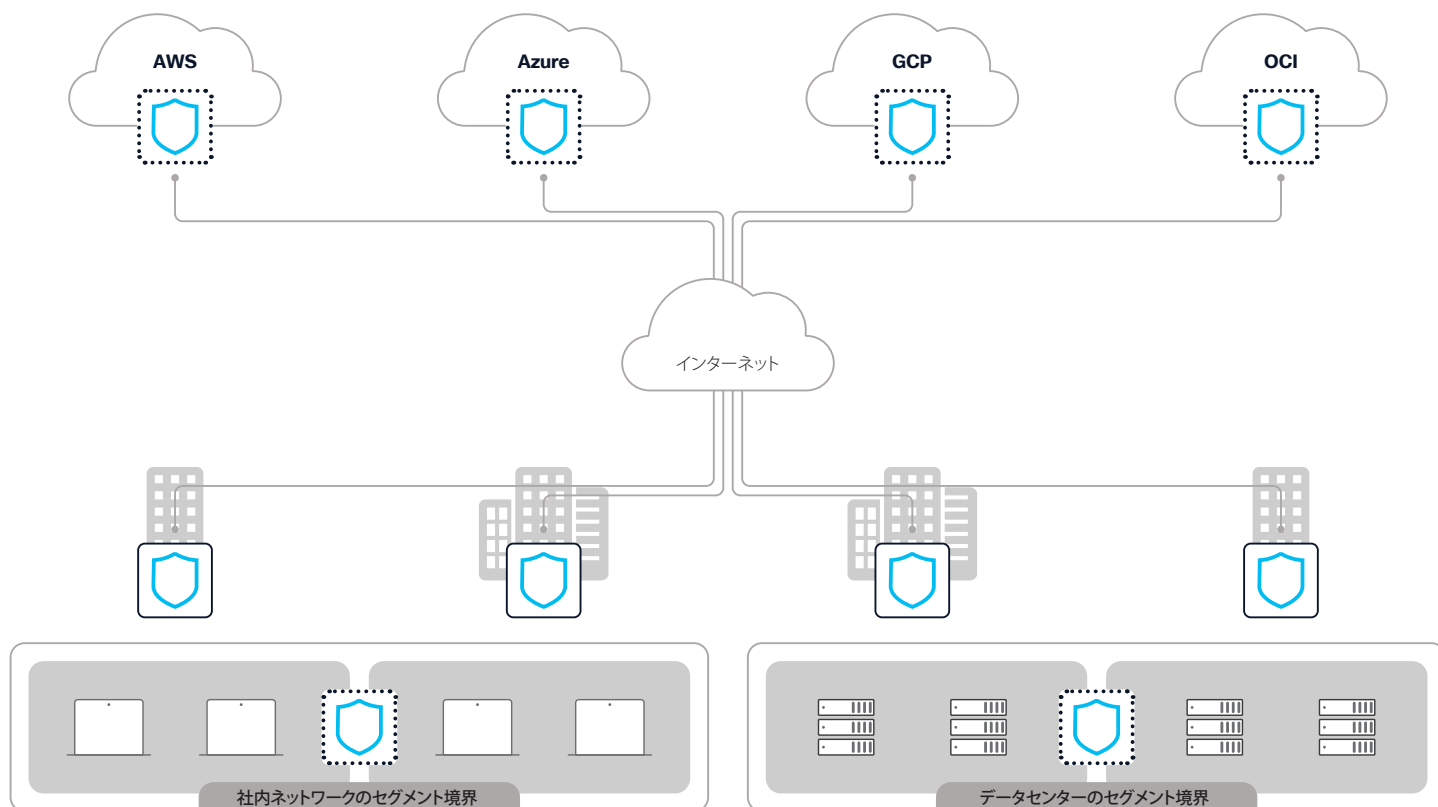 AWS
Azure
GCP
OCI
インターネット
社内ネットワークのセグメント境界
データセンターのセグメント境界